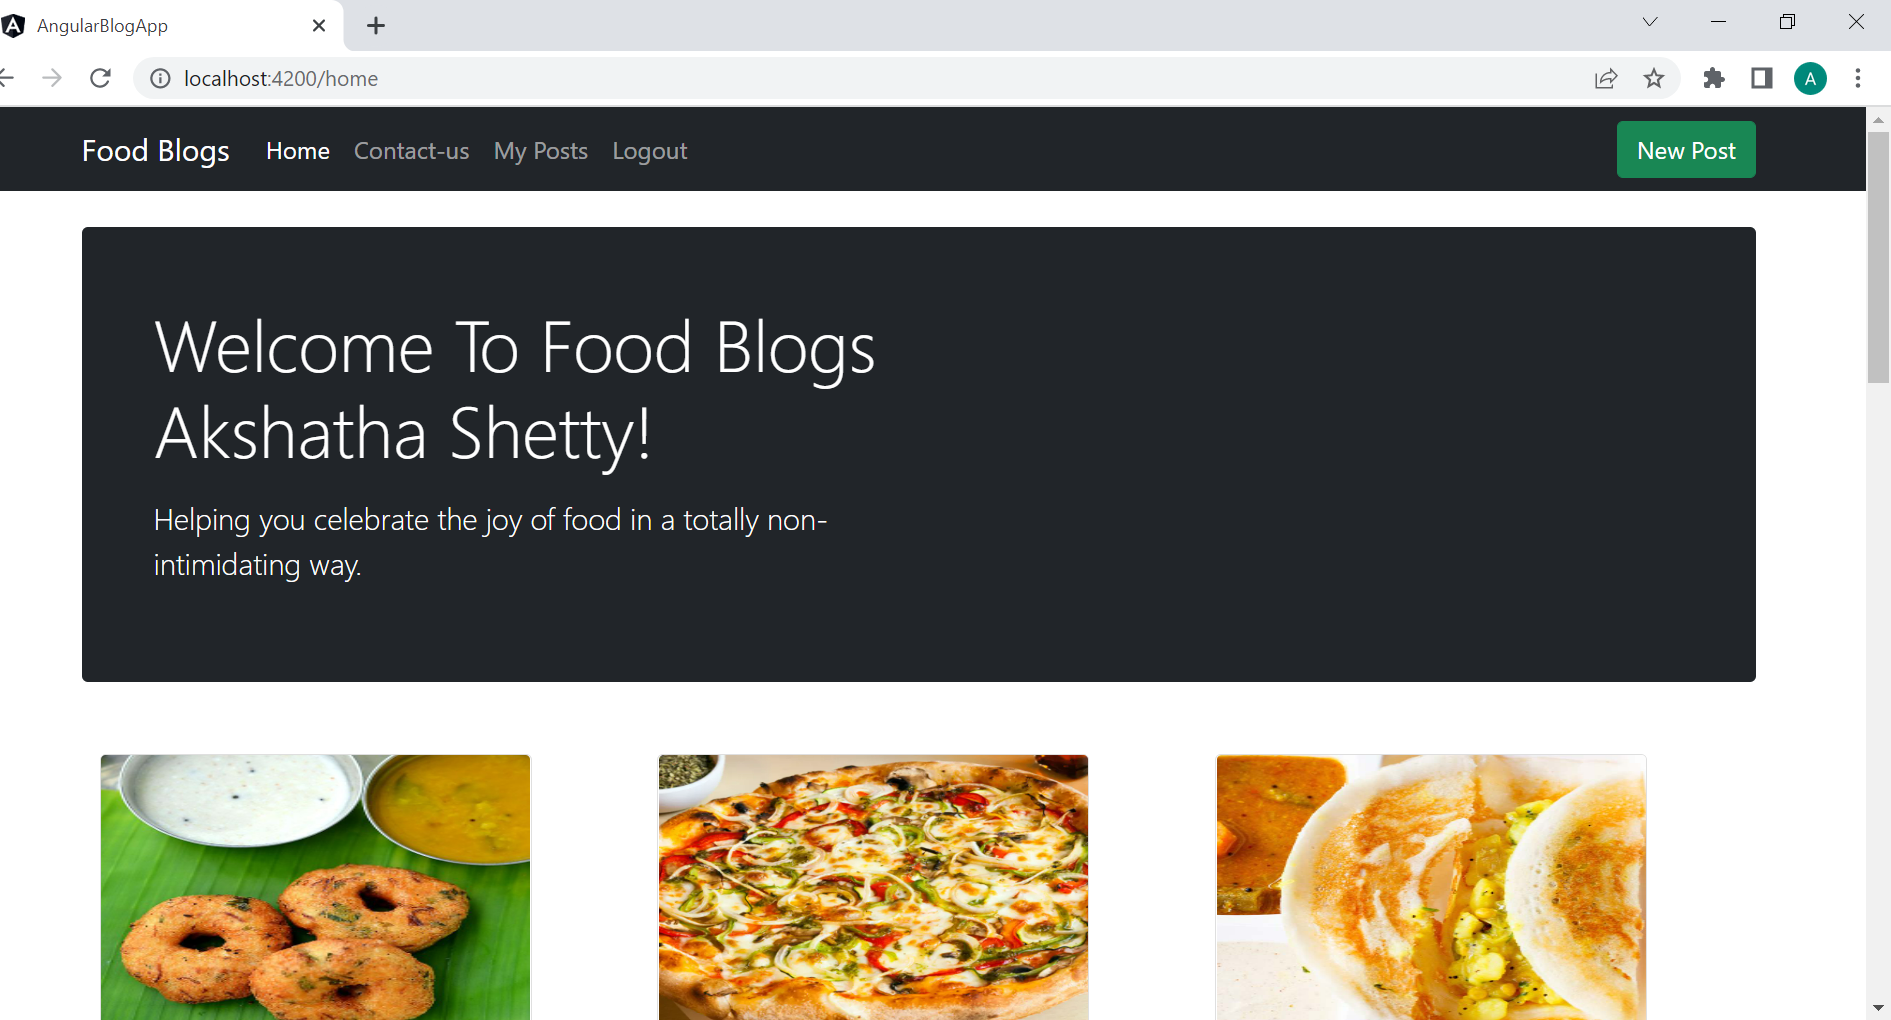 AngularBlogApp
localhost:4200/home
A
Food Blogs Home Contact-us My Posts Logout New Post
Welcome To Food Blogs
Akshatha Shetty!
Helping you celebrate the joy of food in a totally non-
intimidating way.